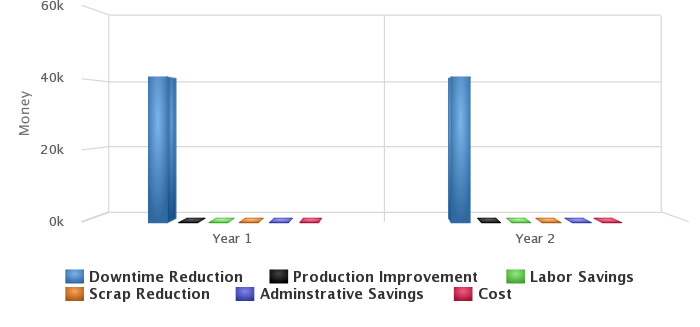 60k
40k
20k
0k
Money
Year 1
Year 2
Downtime Reduction
Production Improvement
Labor Savings
Scrap Reduction
Adminstrative Savings
Cost